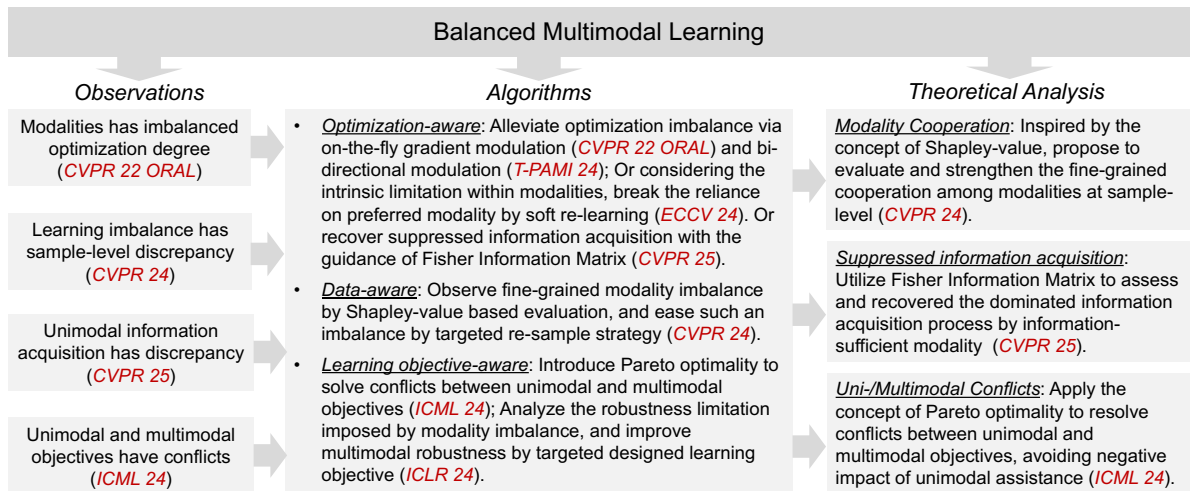 Balanced Multimodal Learning
Observations
Modalities has imbalanced
optimization degree
(CVPR 22 ORAL)
Learning imbalance has
sample-level discrepancy
(CVPR 24)
Unimodal information
acquisition has discrepancy
(CVPR 25)
Unimodal and multimodal
objectives have conflicts
(ICML 24)
Algorithms
• Optimization-aware: Alleviate optimization imbalance via
on-the-fly gradient modulation (CVPR 22 ORAL) and bi-
directional modulation (T-PAMI 24); Or considering the
intrinsic limitation within modalities, break the reliance
on preferred modality by soft re-learning (ECCV 24). Or
recover suppressed information acquisition with the
guidance of Fisher Information Matrix (CVPR 25).
• Data-aware: Observe fine-grained modality imbalance
by Shapley-value based evaluation, and ease such an
imbalance by targeted re-sample strategy (CVPR 24).
• Learning objective-aware: Introduce Pareto optimality to
solve conflicts between unimodal and multimodal
objectives (ICML 24); Analyze the robustness limitation
imposed by modality imbalance, and improve
multimodal robustness by targeted designed learning
objective (ICLR 24).
Theoretical Analysis
Modality Cooperation: Inspired by the
concept of Shapley-value, propose to
evaluate and strengthen the fine-grained
cooperation among modalities at sample-
level (CVPR 24).
Suppressed information acquisition:
Utilize Fisher Information Matrix to assess
and recovered the dominated information
acquisition process by information-
sufficient modality (CVPR 25).
Uni-/Multimodal Conflicts: Apply the
concept of Pareto optimality to resolve
conflicts between unimodal and
multimodal objectives, avoiding negative
impact of unimodal assistance (ICML 24).